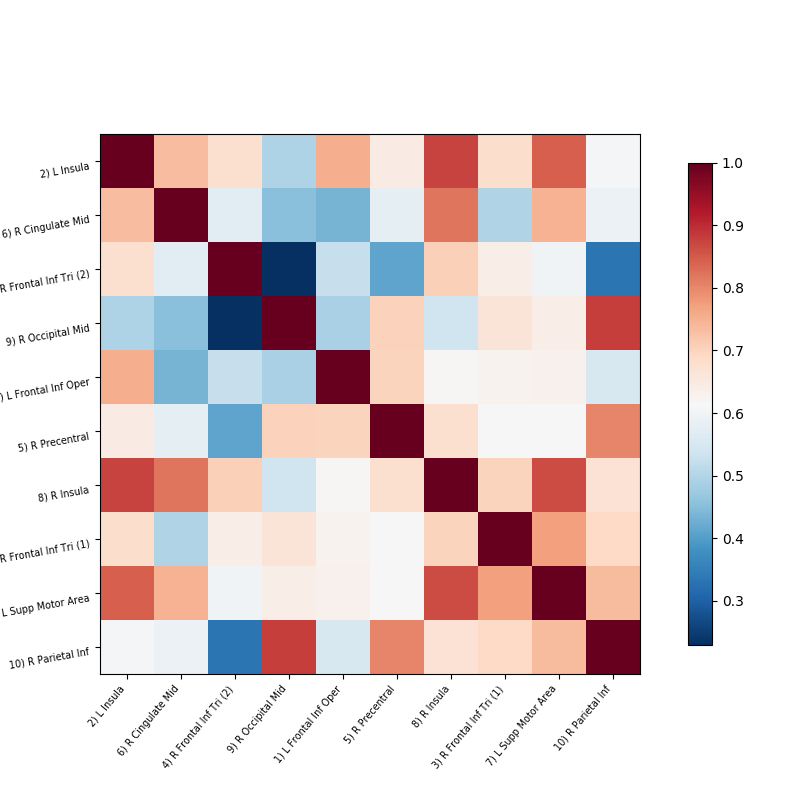 2) L Insula
6) R Cingulate Mid
R Frontal Inf Tri (2)
9) R Occipital Mid
) L Frontal Inf Oper
5) R Precentral
8) R Insula
R Frontal Inf Tri (1)
L Supp Motor Area
10) R Parietal Inf
2) L Insula
6) R Cingulate Mid
4) R Frontal Inf Tri (2)
9) R Occipital Mid
1) L Frontal Inf Oper
5) R Precentral
8) R Insula
3) R Frontal Inf Tri (1)
7) L Supp Motor Area
10) R Parietal Inf
1.0
0.9
0.8
0.7
0.6
0.5
0.4
0.3